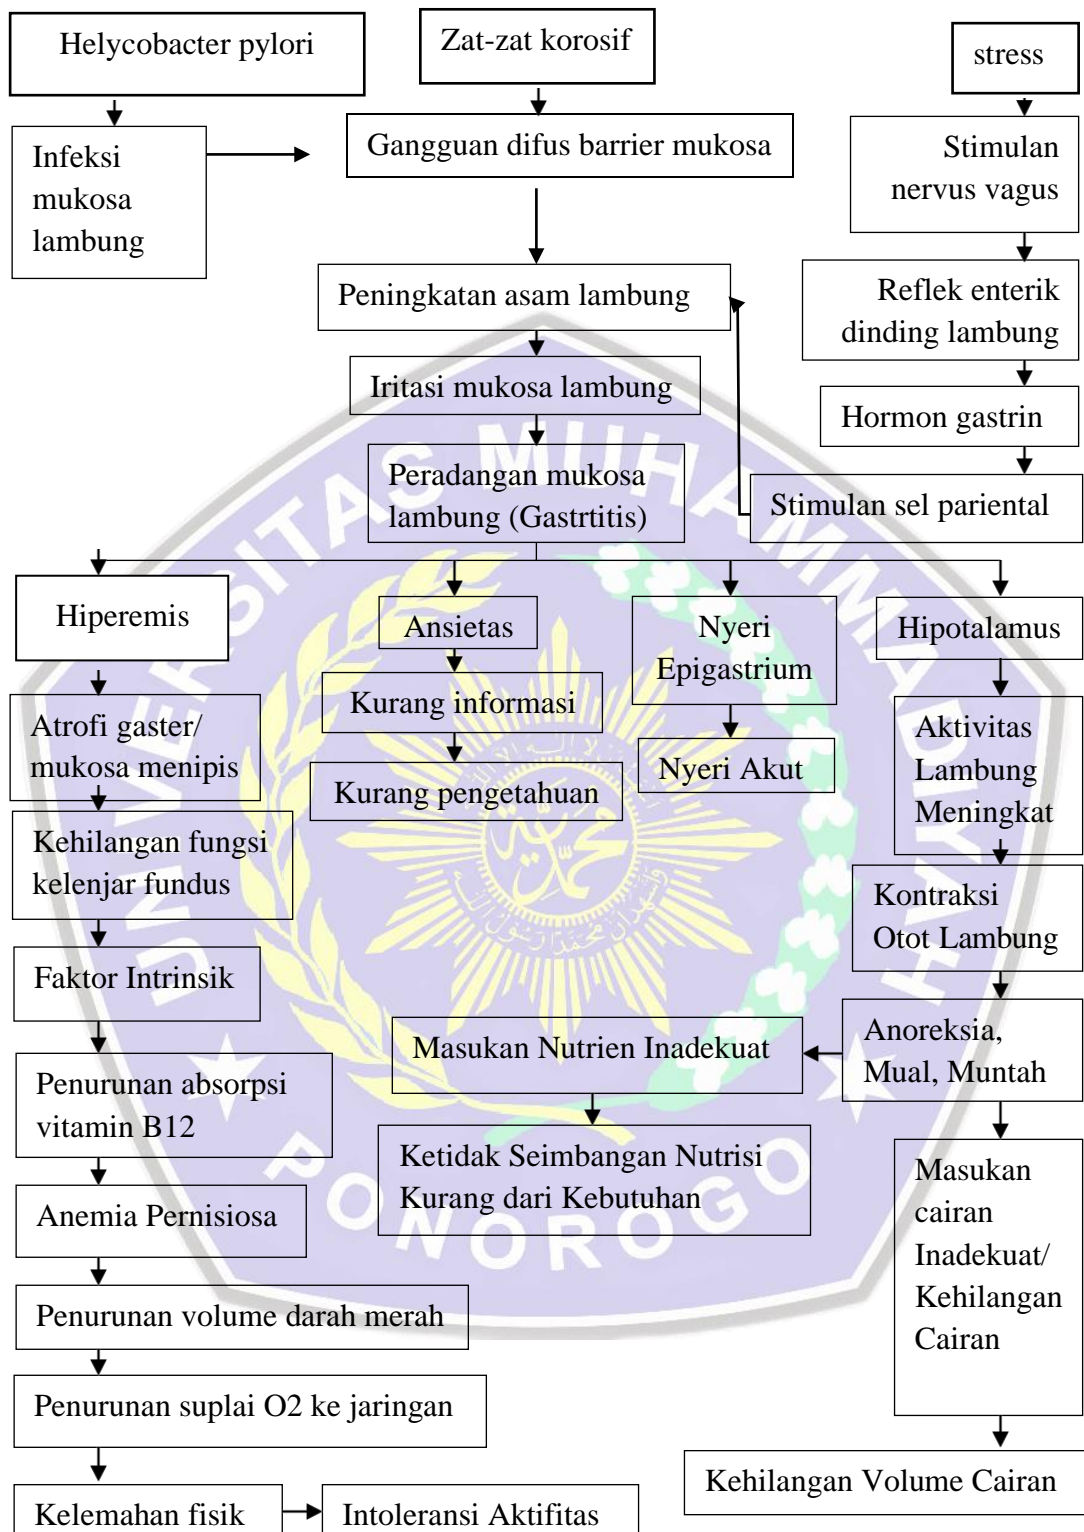 Helycobacter pylori
Zat-zat korosif
stress
Infeksi
mukosa
lambung
Gangguan difus barrier mukosa
Stimulan
nervus vagus
Peningkatan asam lambung
Reflek enterik
dinding lambung
Iritasi mukosa lambung
Hormon gastrin
Peradangan mukosa
lambung (Gastrtitis)
Stimulan sel pariental
Hiperemis
Ansietas
Nyeri
Epigastrium
Hipotalamus
Atrofi gaster/
mukosa menipis
Kurang informasi
Nyeri Akut
Aktivitas
Lambung
Meningkat
Kurang pengetahuan
Kehilangan fungsi
kelenjar fundus
Kontraksi
Otot Lambung
Faktor Intrinsik
Masukan Nutrien Inadekuat
Anoreksia,
Mual, Muntah
Penurunan absorpsi
vitamin B12
Ketidak Seimbangan Nutrisi
Kurang dari Kebutuhan
Masukan
cairan
Inadekuat/
Kehilangan
Cairan
Anemia Pernisiosa
Penurunan volume darah merah
Penurunan suplai O2 ke jaringan
Kehilangan Volume Cairan
Kelemahan fisik
Intoleransi Aktifitas
UNIVERSITAS MUHAMMADIYAH
PONOROGO
محمد